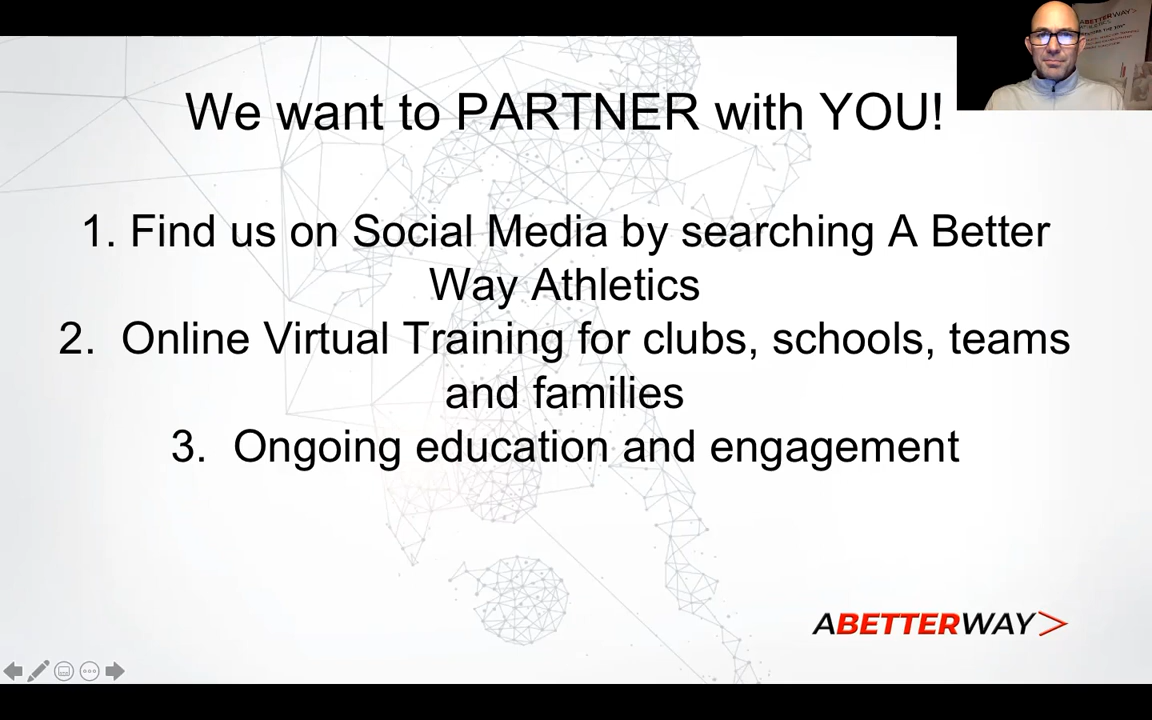 We want to PARTNER with YOU!
1. Find us on Social Media by searching A Better
Way Athletics
2. Online Virtual Training for clubs, schools, teams
and families
3. Ongoing education and engagement
ABETTERWAY>
ABETTERWAY>